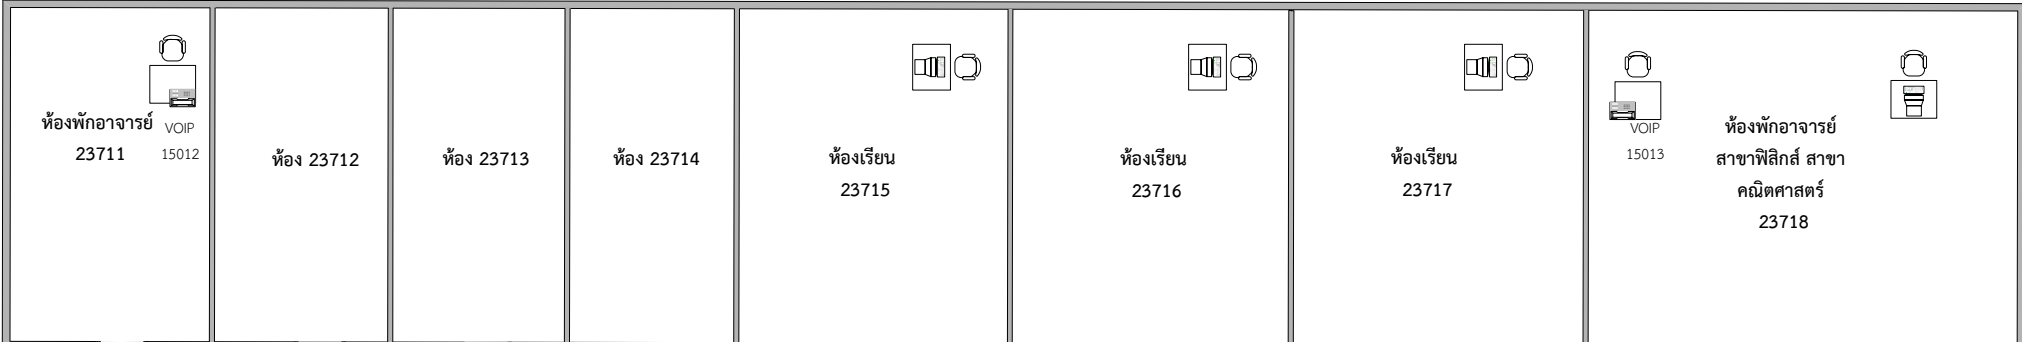 ห้องพักอาจารย์
23711
VOIP
15012
ห้อง 23712
ห้อง 23713
ห้อง 23714
ห้องเรียน
23715
ห้องเรียน
23716
ห้องเรียน
23717
VOIP
15013
ห้องพักอาจารย์
สาขาฟิสิกส์ สาขา
คณิตศาสตร์
23718